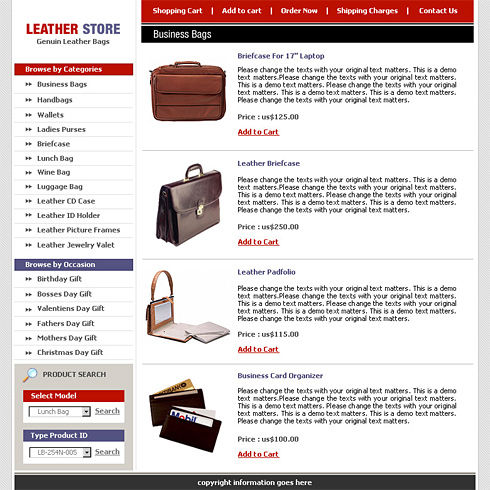 LEATHER STORE
Genuin Leather Bags
Shopping Cart | Add to cart | Order Now | Shipping Charges | Contact Us
Business Bags
Browse by Categories
Business Bags
Handbags
Wallets
Ladies Purses
Briefcase
Lunch Bag
Wine Bag
Luggage Bag
Leather CD Case
Leather ID Holder
Leather Picture Frames
Leather Jewelry Valet
Browse by Occasion
Birthday Gift
Bosses Day Gift
Valentiens Day Gift
Fathers Day Gift
Mothers Day Gift
Christmas Day Gift
PRODUCT SEARCH
Select Model
Lunch Bag Search
Type Product ID
LB-254N-005 Search
Briefcase For 17" Laptop
Please change the texts with your original text matters. This is a demo
text matters. Please change the texts with your original text matters.
This is a demo text matters. Please change the texts with your original
text matters. This is a demo text matters. Please change the texts with
your original text matters. This is a demo text matters.
Price : us$125.00
Add to Cart
Leather Briefcase
Please change the texts with your original text matters. This is a demo
text matters.Please change the texts with your original text matters.
This is a demo text matters. Please change the texts with your original
text matters. This is a demo text matters. Please change the texts with
your original text matters.
Price : us$250.00
Add to Cart
Leather Padfolio
Please change the texts with your original text matters. This is a demo
text matters.Please change the texts with your original text matters.
This is a demo text matters. Please change the texts with your original
text matters. This is a demo text matters. Please change the texts with
your original text matters. This is a demo text matters.
Price : us$115.00
Add to Cart
Business Card Organizer
Please change the texts with your original text matters. This is a demo
text matters.Please change the texts with your original text matters.
This is a demo text matters. Please change the texts with your original
text matters. This is a demo text matters. Please change the texts with
your original text matters.
Mobil
Price : us$100.00
Add to Cart
copyright information goes here